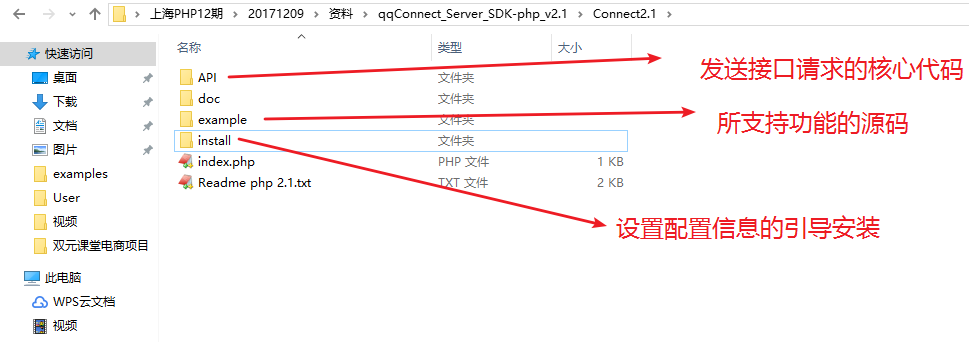 上海PHP12期 › 20171209 › 资料 › qqConnect_Server_SDK-php_v2.1 › Connect2.1 ›
名称 类型 大小
快速访问
桌面
下载
文档
图片
examples
User
视频
双元课堂电商项目
此电脑
WPS云文档
视频
API 文件夹
doc 文件夹
example 文件夹
install 文件夹
index.php PHP 文件 1 KB
Readme php 2.1.txt TXT 文件 2 KB
发送接口请求的核心代码
所支持功能的源码
设置配置信息的引导安装